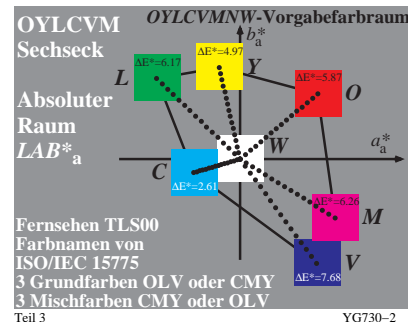 OYLCVM
Sechseck
OYLCVMNW-Vorgabefarbraum
b*a
L
ΔE*=6.17
ΔE*=4.97
Y
ΔE*=5.87
O
Absoluter
Raum
LAB*a
W
a*a
C
ΔE*=2.61
ΔE*=6.26
M
ΔE*=7.68
V
Fernsehen TLS00
Farbnamen von
ISO/IEC 15775
3 Grundfarben OLV oder CMY
3 Mischfarben CMY oder OLV
Teil 3
YG730-2